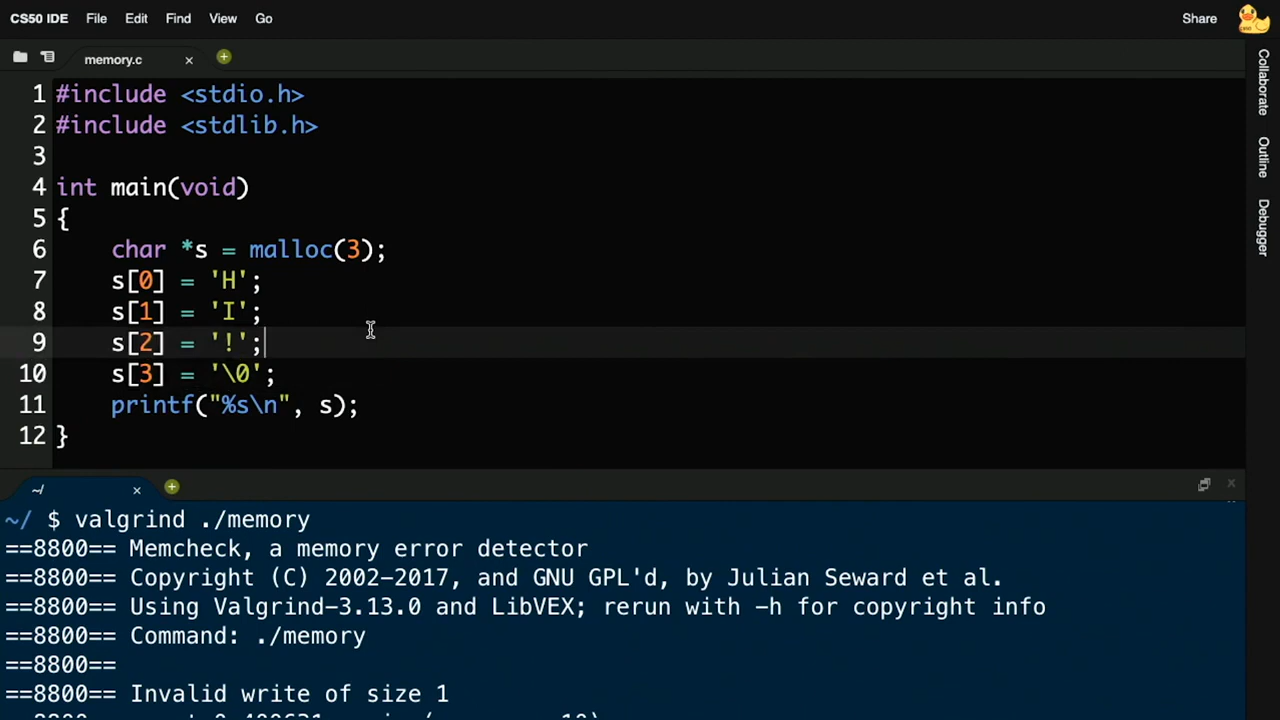 CS50 IDE File Edit View Find Go Share
memory.c
Collaborate
Outline
Debugger
1 #include <stdio.h>
2 #include <stdlib.h>
3
4 int main(void)
5 {
6 char *s = malloc(3);
7 s[0] = 'H';
8 s[1] = 'I';
9 s[2] = '!';
10 s[3] = '\0';
11 printf("%s\n", s);
12 }
~/
~/ $ valgrind ./memory
==8800== Memcheck, a memory error detector
==8800== Copyright (C) 2002-2017, and GNU GPL'd, by Julian Seward et al.
==8800== Using Valgrind-3.13.0 and LibVEX; rerun with -h for copyright info
==8800== Command: ./memory
==8800==
==8800== Invalid write of size 1